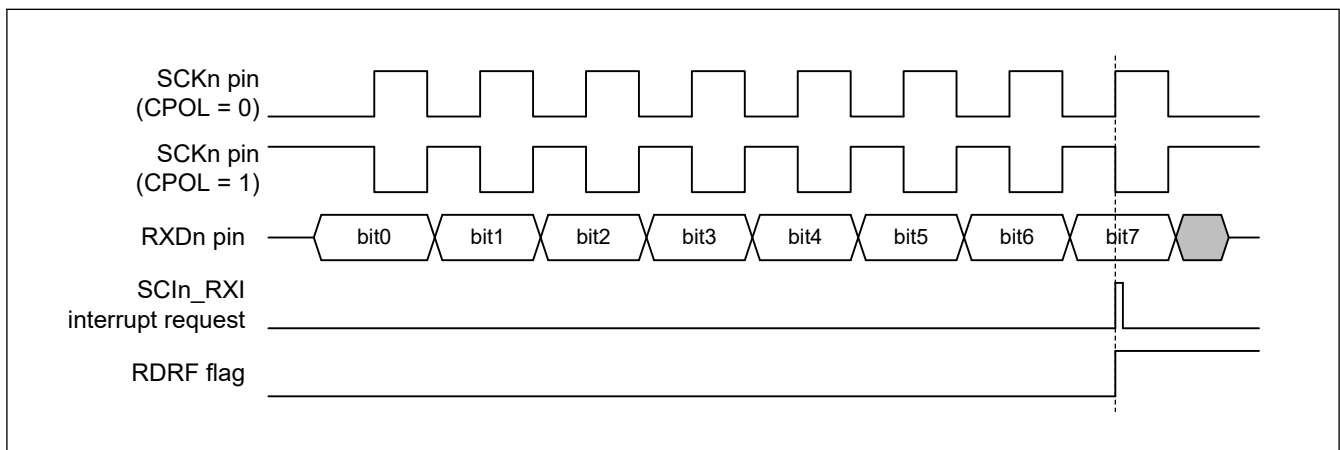 SCKn pin
(CPOL = 0)
SCKn pin
(CPOL = 1)
RXDn pin
bit0 bit1 bit2 bit3 bit4 bit5 bit6 bit7
SCIn_RXI
interrupt request
RDRF flag